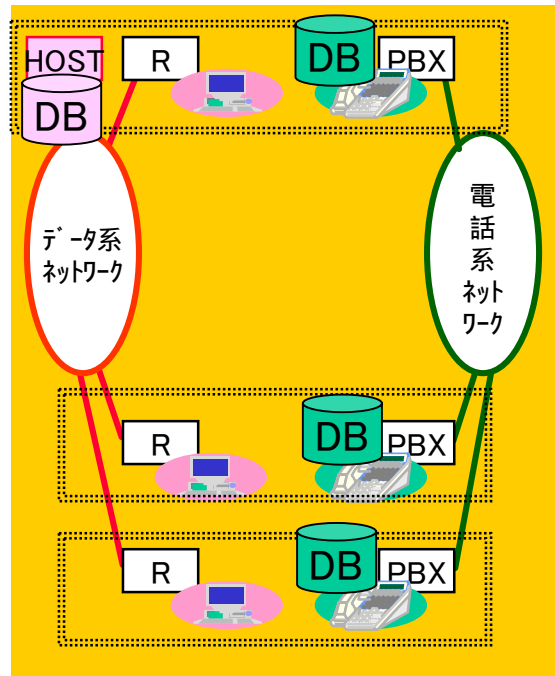 HOST
R
DB
PBX
DB
ﾃﾞｰﾀ系
ﾈｯﾄﾜｰｸ
電
話
系
ﾈｯﾄ
ﾜｰｸ
R
DB
PBX
R
DB
PBX